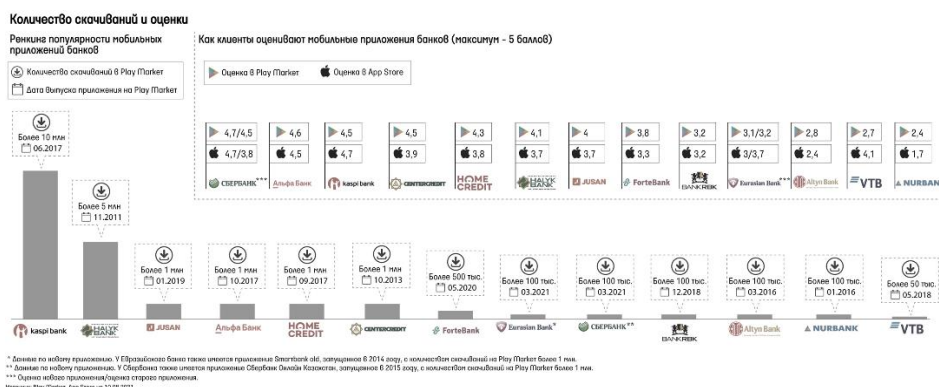 Количество скачиваний и оценки
Ренкинг популярности мобильных
приложений банков
Количество скачиваний в Play Market
Дата выпуска приложения на Play Market
Как клиенты оценивают мобильные приложения банков (максимум - 5 баллов)
Оценка в Play Market
Оценка в App Store
4,7/4,5
4,6
4,5
4,5
4,3
4,1
4
3,8
3,2
3,1/3,2
2,8
2,7
2,4
4,7/3,8
4,5
4,7
3,9
3,8
3,7
3,7
3,3
3,2
3/3,7
2,4
4,1
1,7
СБЕРБАНК***
Альфа Банк
kaspi bank
CENTERCREDIT
HOME
CREDIT
HALYK
BANK
JUSAN
ForteBank
BANKRBK
Eurasian Bank***
Altyn Bank
VTB
NURBANK
Более 10 млн
06.2017
Более 5 млн
11.2011
Более 1 млн
01.2019
Более 1 млн
10.2017
Более 1 млн
09.2017
Более 1 млн
10.2013
Более 500 тыс.
05.2020
Более 100 тыс.
03.2021
Более 100 тыс.
03.2021
Более 100 тыс.
12.2018
Более 100 тыс.
03.2016
Более 100 тыс.
01.2016
Более 50 тыс.
05.2018
kaspi bank
HALYK
BANK
JUSAN
Альфа Банк
HOME
CREDIT
CENTERCREDIT
ForteBank
Eurasian Bank*
СБЕРБАНК**
BANKRBK
Altyn Bank
NURBANK
VTB
* Данные по новому приложению. У Евразийского банка также имеется приложение Smartbank old, запущенное в 2014 году, с количеством скачиваний на Play Market более 1 млн.
** Данные по новому приложению. У Сбербанка также имеется приложение Сбербанк Онлайн Казахстан, запущенное в 2015 году, с количеством скачиваний на Play Market более 1 млн.
*** Оценка нового приложения/оценка старого приложения.